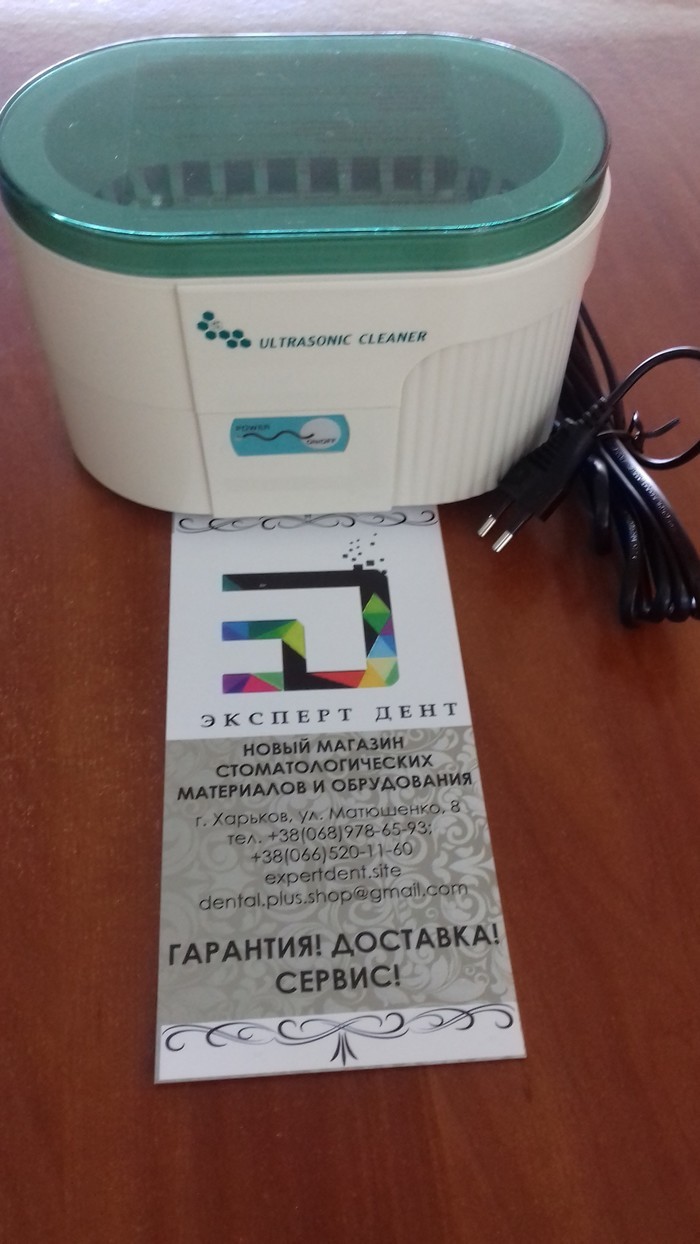 ULTRASONIC CLEANER
POWER
ON/OFF
ЭКСПЕРТ ДЕНТ
НОВЫЙ МАГАЗИН
СТОМАТОЛОГИЧЕСКИХ
МАТЕРИАЛОВ И ОБРУДОВАНИЯ
г. Харьков, ул. Матюшенко, 8
тел. +38(068)978-65-93;
+38(066)520-11-60
expertdent.site
dental.plus.shop@gmail.com
ГАРАНТИЯ! ДОСТАВКА!
СЕРВИС!